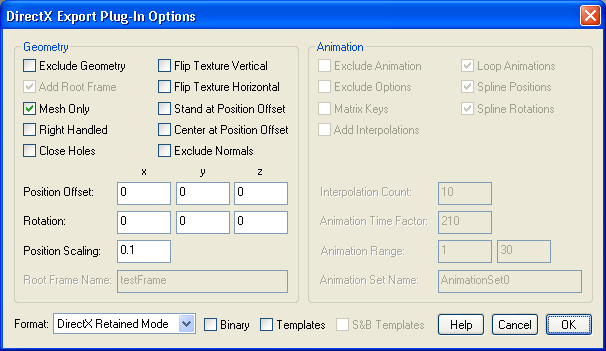 DirectX Export Plug-In Options
Geometry
Exclude Geometry
Flip Texture Vertical
Add Root Frame
Flip Texture Horizontal
Mesh Only
Stand at Position Offset
Right Handled
Center at Position Offset
Close Holes
Exclude Normals
x y z
Position Offset: 0 0 0
Rotation: 0 0 0
Position Scaling: 0.1
Root Frame Name: testFrame
Animation
Exclude Animation
Loop Animations
Exclude Options
Spline Positions
Matrix Keys
Spline Rotations
Add Interpolations
Interpolation Count: 10
Animation Time Factor: 210
Animation Range: 1 30
Animation Set Name: AnimationSet0
Format: DirectX Retained Mode Binary Templates S&B Templates Help Cancel OK